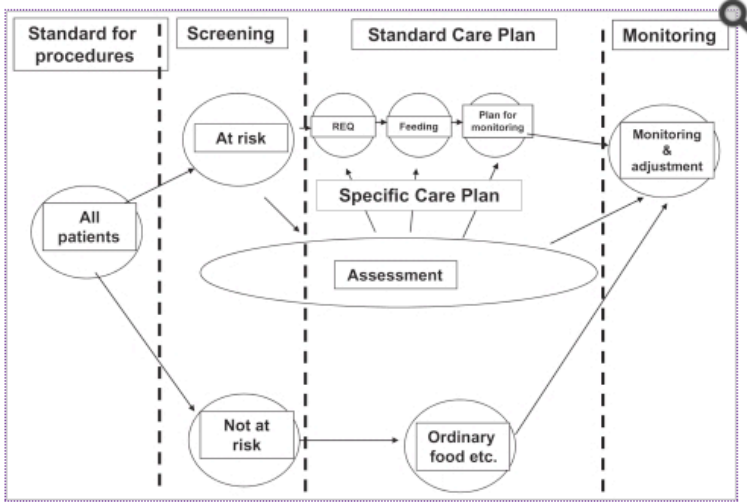 Standard for
procedures
Screening
Standard Care Plan
Monitoring
At risk
REQ
Feeding
Plan for
monitoring
Monitoring
&
adjustment
Specific Care Plan
All
patients
Assessment
Not at
risk
Ordinary
food etc.